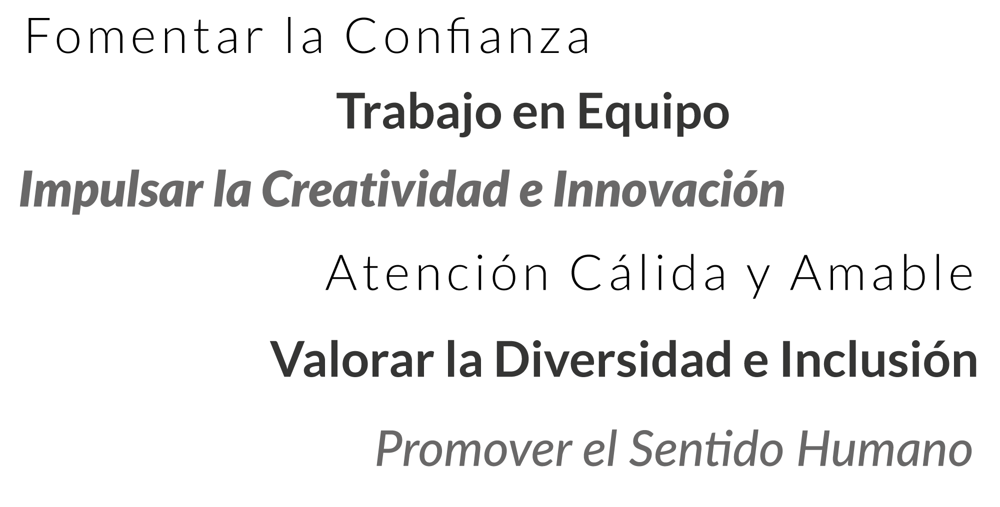 Fomentar la Confianza
Trabajo en Equipo
Impulsar la Creatividad e Innovación
Atención Cálida y Amable
Valorar la Diversidad e Inclusión
Promover el Sentido Humano